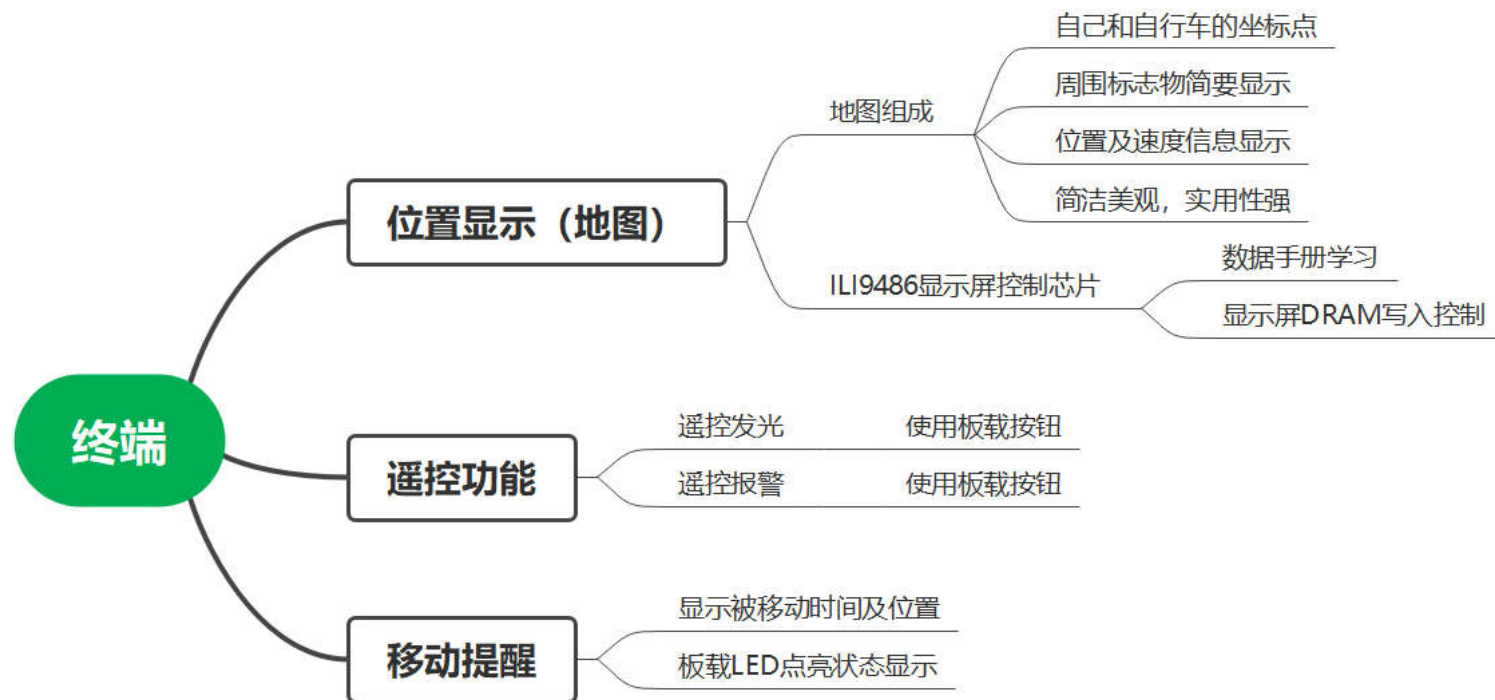 终端
位置显示（地图）
地图组成
自己和自行车的坐标点
周围标志物简要显示
位置及速度信息显示
简洁美观，实用性强
ILI9486显示屏控制芯片
数据手册学习
显示屏DRAM写入控制
遥控功能
遥控发光
使用板载按钮
遥控报警
使用板载按钮
移动提醒
显示被移动时间及位置
板载LED点亮状态显示